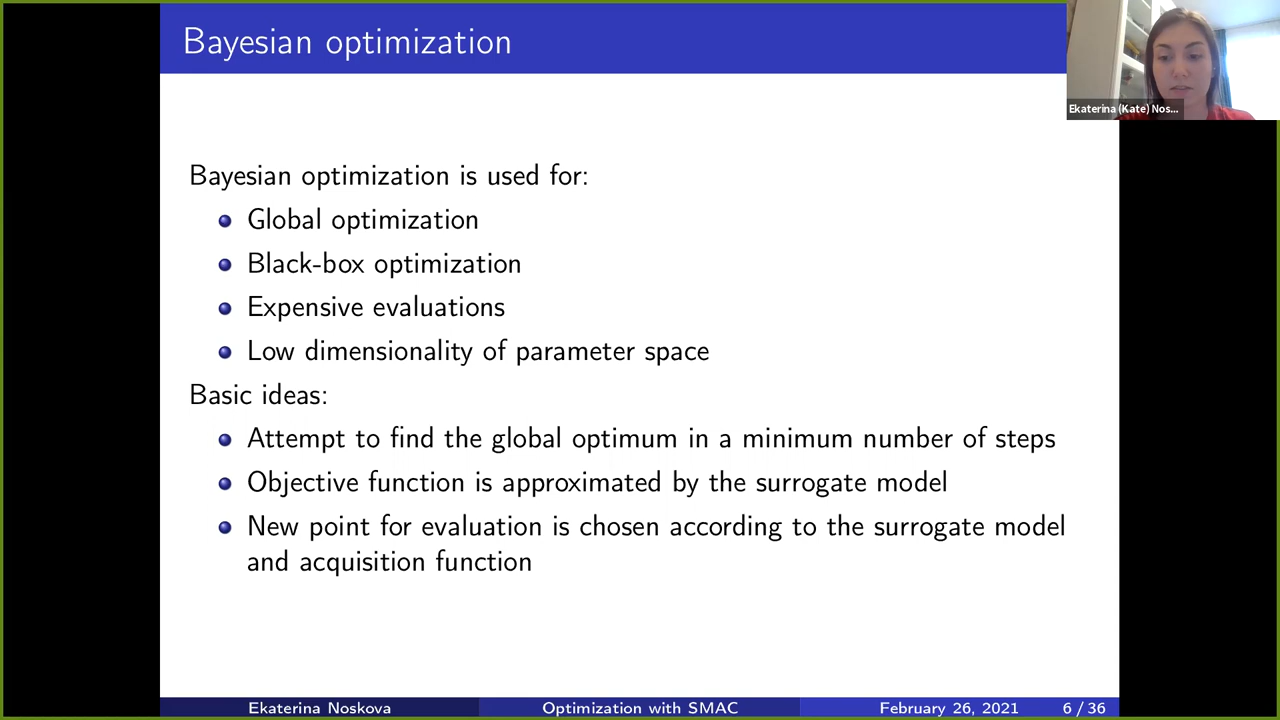 Bayesian optimization
Ekaterina (Kate) Nos...
Bayesian optimization is used for:
Global optimization
Black-box optimization
Expensive evaluations
Low dimensionality of parameter space
Basic ideas:
Attempt to find the global optimum in a minimum number of steps
Objective function is approximated by the surrogate model
New point for evaluation is chosen according to the surrogate model
and acquisition function
Ekaterina Noskova
Optimization with SMAC
February 26, 2021
6 / 36